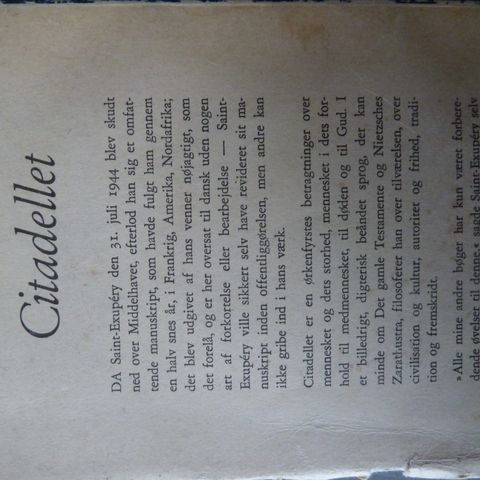 Citadellet
DA Saint-Exupéry den 31. juli 1944 blev skudt
ned over Middelhavet, efterlod han sig et omfat-
tende manuskript, som havde fulgt ham gennem
en halv snes år, i Frankrig, Amerika, Nordafrika;
det blev udgivet af hans venner nøjagtigt, som
det forelå, og er her oversat til dansk uden nogen
art af forkortelse eller bearbejdelse — Saint-
Exupéry ville sikkert selv have revideret sit ma-
nuskript inden offentliggørelsen, men andre kan
ikke gribe ind i hans værk.
Citadellet er en ørkenfyrstes betragtninger over
mennesket og dets storhed, mennesket i dets for-
hold til medmennesket, til døden og til Gud. I
et billedrigt, digterisk beåndet sprog, der kan
minde om Det gamle Testamente og Nietzsches
Zarathustra, filosoferer han over tilværelsen, over
civilisation og kultur, autoritet og frihed, tradi-
tion og fremskridt.
»Alle mine andre bøger har kun været forbere-
dende øvelser til denne,« sagde Saint-Exupéry selv